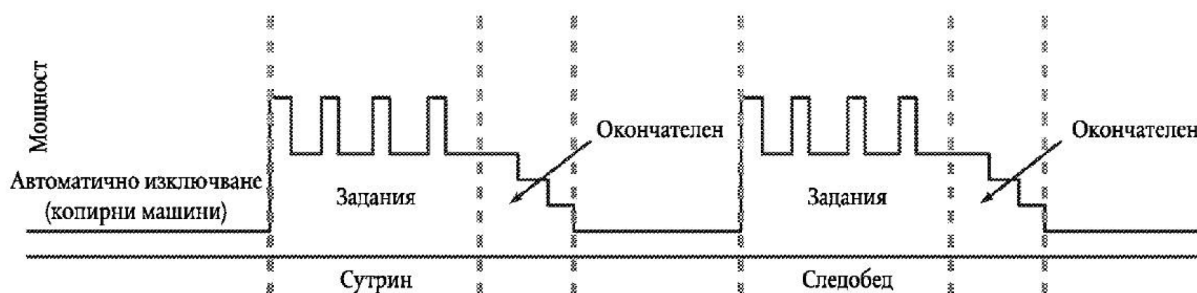 Мощност
Окончателен
Окончателен
Автоматично изключване
(копирни машини)
Задания
Задания
Сутрин
Следобед